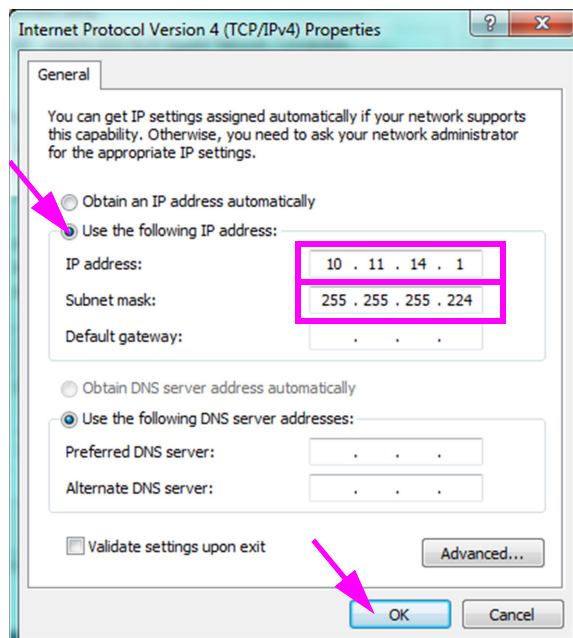 Internet Protocol Version 4 (TCP/IPv4) Properties
?
General
You can get IP settings assigned automatically if your network supports
this capability. Otherwise, you need to ask your network administrator
for the appropriate IP settings.
Obtain an IP address automatically
Use the following IP address:
IP address: 10 . 11 . 14 . 1
Subnet mask: 255 . 255 . 255 . 224
Default gateway: . . .
Obtain DNS server address automatically
Use the following DNS server addresses:
Preferred DNS server: . . .
Alternate DNS server: . . .
Validate settings upon exit
Advanced...
OK Cancel